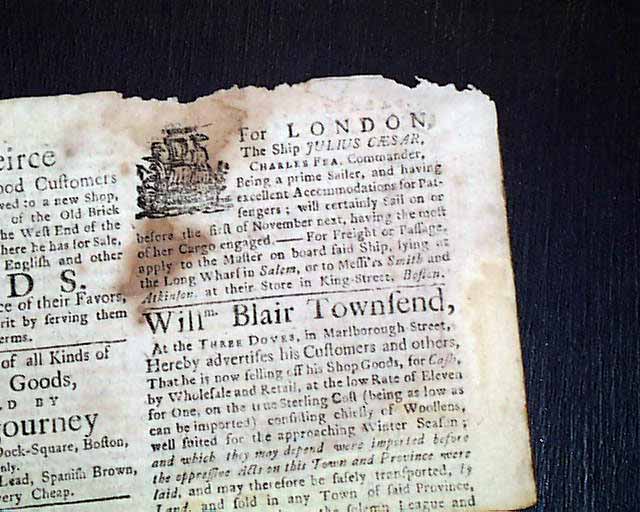 eirce
ood Cuſtomers
wed to a new Shop,
of the Old Brick
the Weſt End of the
here he has for Sale,
Engliſh and other
D S.
ce of their Favors,
rit by ſerving them
erms.
of all Kinds of
Goods,
L D B Y
ourney
Dock-Square, Boſton,
nly.
Lead, Spaniſh Brown,
very Cheap.
For LONDON,
The Ship JULIUS CÆSAR,
CHARLES FEA, Commander,
Being a prime Sailer, and having
excellent Accommodations for Paſ-
ſengers; will certainly Sail on or
before the firſt of November next, having the moſt
of her Cargo engaged.—For Freight or Paſſage,
apply to the Maſter on board ſaid Ship, lying at
the Long Wharf in Salem, or to Meſſi'rs Smith and
Atkinſon, at their Store in King-Street, Boſton.
Willm. Blair Townſend,
At the THREE DOVES, in Marlborough Street,
Hereby advertiſes his Cuſtomers and others,
That he is now ſelling off his Shop Goods, for Caſh,
by Wholeſale and Retail, at the low Rate of Eleven
for One, on the true Sterling Coſt (being as low as
can be imported) conſiſting chiefly of Woollens,
well ſuited for the approaching Winter Seaſon;
and which they may depend were imported before
the oppreſſive acts on this Town and Province were
laid, and may therefore be ſafely tranſported, by
Land, and ſold in any Town of ſaid Province,
the ſolemn League and